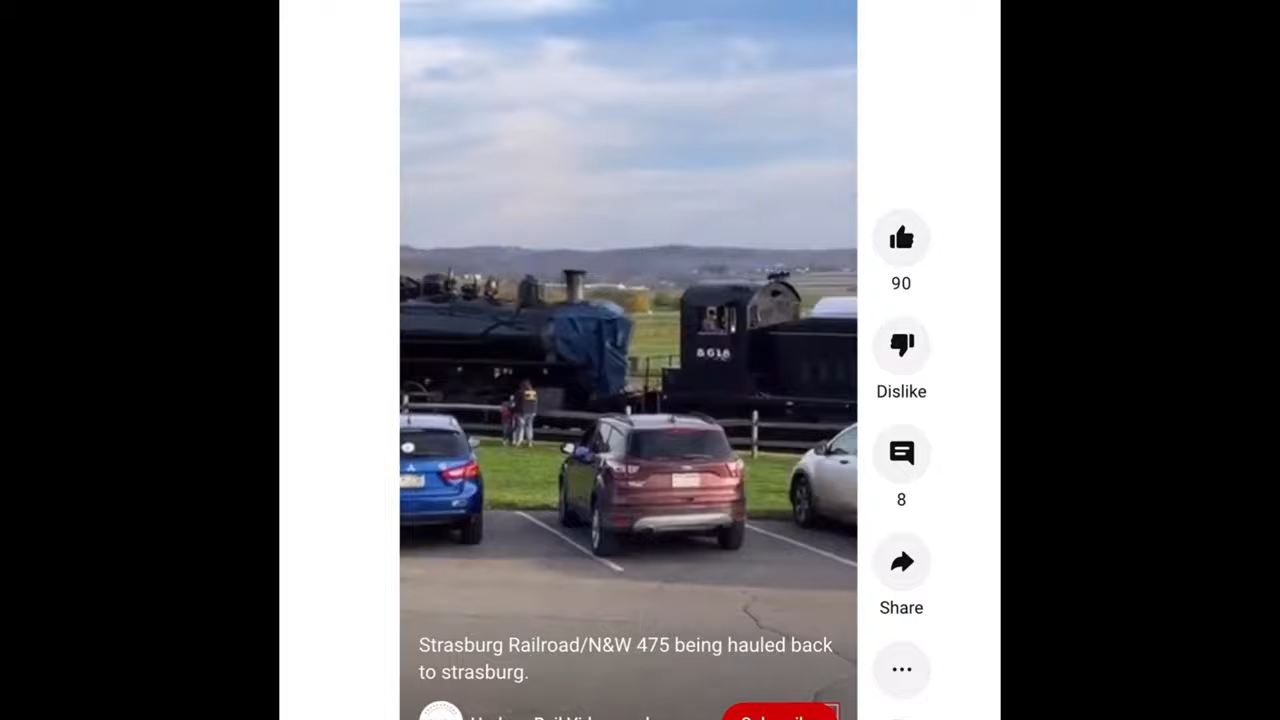 8618
90
Dislike
8
Share
Strasburg Railroad/N&W 475 being hauled back
to strasburg.